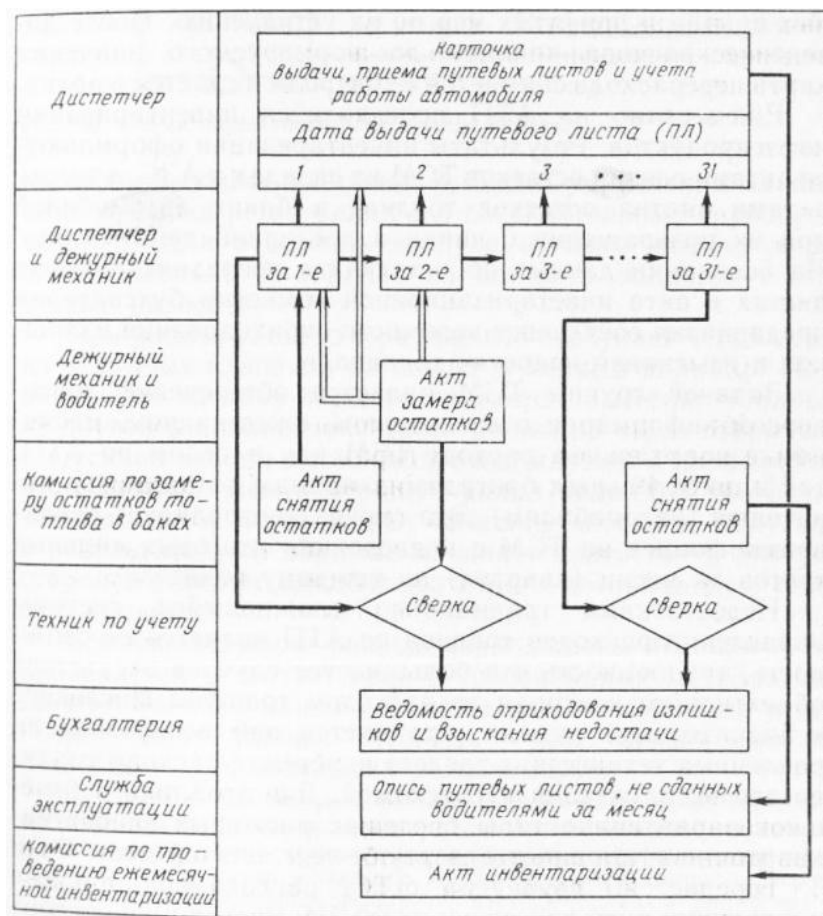 Диспетчер
Карточка
выдачи, приема путевых листов и учета
работы автомобиля
Дата выдачи путевого листа (ПЛ)
1 2 3 31
Диспетчер
и дежурный
механик
ПЛ
за 1-е
ПЛ
за 2-е
ПЛ
за 3-е
ПЛ
за 31-е
Дежурный
механик и
водитель
Акт
замера
остатков
Комиссия по заме-
ру остатков то-
плива в баках
Акт
снятия
остатков
Акт
снятия
остатков
Техник по учету
Сверка
Сверка
Бухгалтерия
Ведомость оприходования излиш-
ков и взыскания недостачи
Служба
эксплуатации
Опись путевых листов, не сданных
водителями за месяц
Комиссия по про-
ведению ежемесяч-
ной инвентаризации
Акт инвентаризации